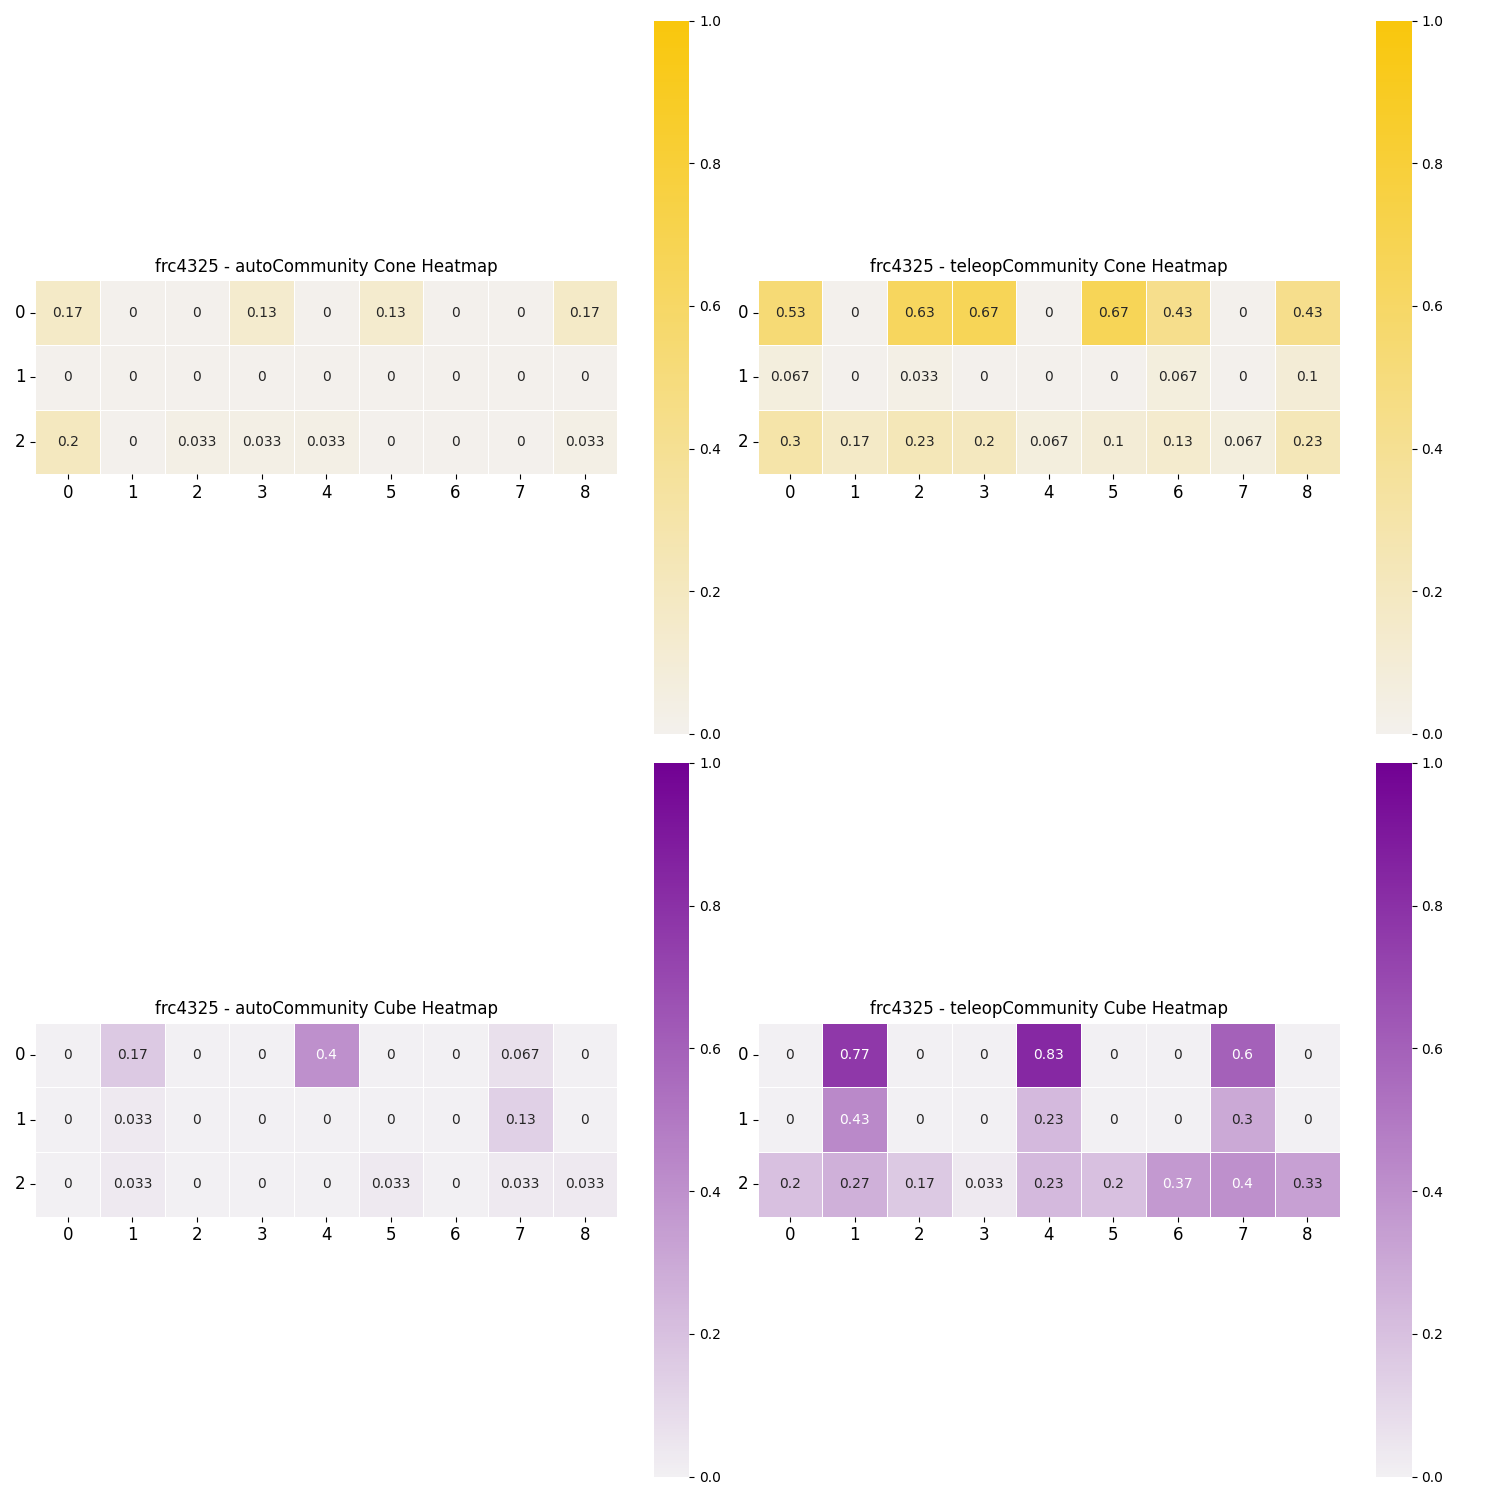 frc4325 - autoCommunity Cone Heatmap
0 0.17 0 0 0.13 0 0.13 0 0 0.17
1 0 0 0 0 0 0 0 0 0
2 0.2 0 0.033 0.033 0.033 0 0 0 0.033
0 1 2 3 4 5 6 7 8
1.0
0.8
0.6
0.4
0.2
0.0
frc4325 - teleopCommunity Cone Heatmap
0 0.53 0 0.63 0.67 0 0.67 0.43 0 0.43
1 0.067 0 0.033 0 0 0 0.067 0 0.1
2 0.3 0.17 0.23 0.2 0.067 0.1 0.13 0.067 0.23
0 1 2 3 4 5 6 7 8
1.0
0.8
0.6
0.4
0.2
0.0
frc4325 - autoCommunity Cube Heatmap
0 0 0.17 0 0 0.4 0 0 0.067 0
1 0 0.033 0 0 0 0 0 0.13 0
2 0 0.033 0 0 0 0.033 0 0.033 0.033
0 1 2 3 4 5 6 7 8
1.0
0.8
0.6
0.4
0.2
0.0
frc4325 - teleopCommunity Cube Heatmap
0 0 0.77 0 0 0.83 0 0 0.6 0
1 0 0.43 0 0 0.23 0 0 0.3 0
2 0.2 0.27 0.17 0.033 0.23 0.2 0.37 0.4 0.33
0 1 2 3 4 5 6 7 8
1.0
0.8
0.6
0.4
0.2
0.0